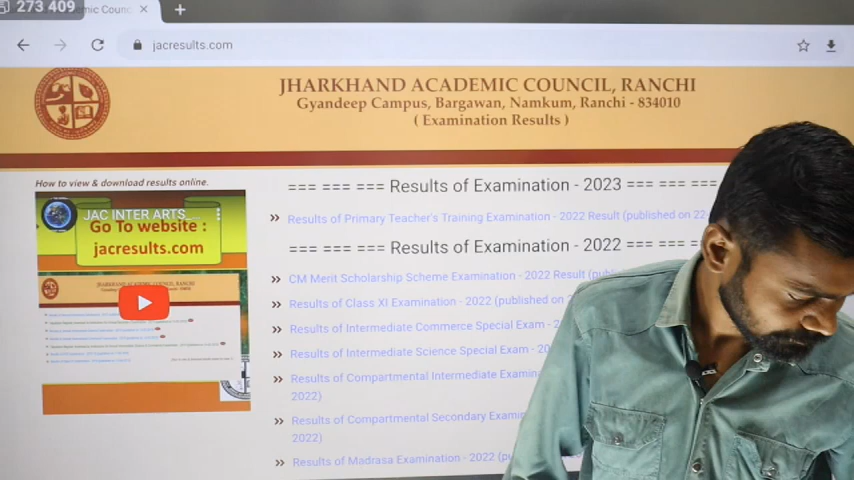 273 409
emic Counc
jacresults.com
JHARKHAND ACADEMIC COUNCIL, RANCHI
Gyandeep Campus, Bargawan, Namkum, Ranchi - 834010
( Examination Results )
How to view & download results online.
JAC INTER ARTS
Go To website :
jacresults.com
=== === === Results of Examination - 2023 === === ===
Results of Primary Teacher's Training Examination - 2022 Result (published on 22-
=== === === Results of Examination - 2022 === === =
CM Merit Scholarship Scheme Examination - 2022 Result (publ
Results of Class XI Examination - 2022 (published on 2
Results of Intermediate Commerce Special Exam - 2
Results of Intermediate Science Special Exam - 20
Results of Compartmental Intermediate Examina
2022)
Results of Compartmental Secondary Examin
2022)
Results of Madrasa Examination - 2022 (pu